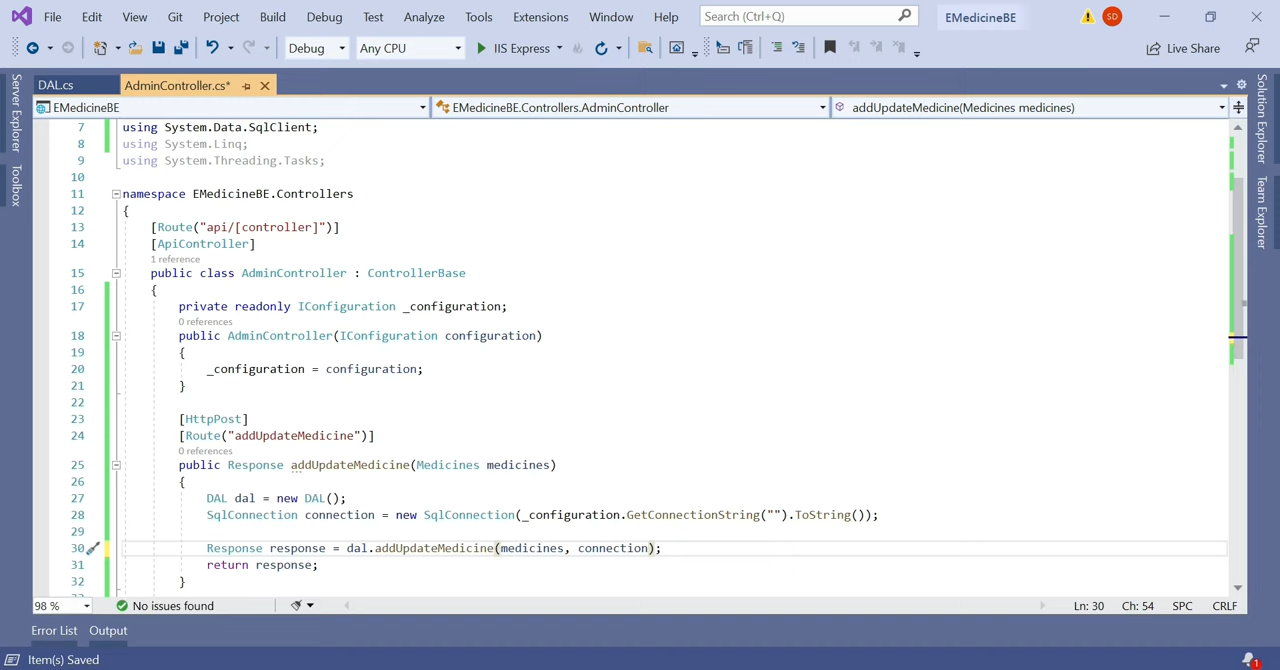 File Edit View Git Project Build Debug Test Analyze Tools Extensions Window Help Search (Ctrl+Q) EMedicineBE SD
Debug Any CPU IIS Express Live Share
DAL.cs AdminController.cs*
EMedicineBE EMedicineBE.Controllers.AdminController addUpdateMedicine(Medicines medicines)
Server Explorer
Toolbox
Solution Explorer
Team Explorer
7 using System.Data.SqlClient;
8 using System.Linq;
9 using System.Threading.Tasks;
10
11 namespace EMedicineBE.Controllers
12 {
13 [Route("api/[controller]")]
14 [ApiController]
1 reference
15 public class AdminController : ControllerBase
16 {
17 private readonly IConfiguration _configuration;
0 references
18 public AdminController(IConfiguration configuration)
19 {
20 _configuration = configuration;
21 }
22
23 [HttpPost]
24 [Route("addUpdateMedicine")]
0 references
25 public Response addUpdateMedicine(Medicines medicines)
26 {
27 DAL dal = new DAL();
28 SqlConnection connection = new SqlConnection(_configuration.GetConnectionString("").ToString());
29
30 Response response = dal.addUpdateMedicine(medicines, connection);
31 return response;
32 }
98 % No issues found Ln: 30 Ch: 54 SPC CRLF
Error List Output
Item(s) Saved 1